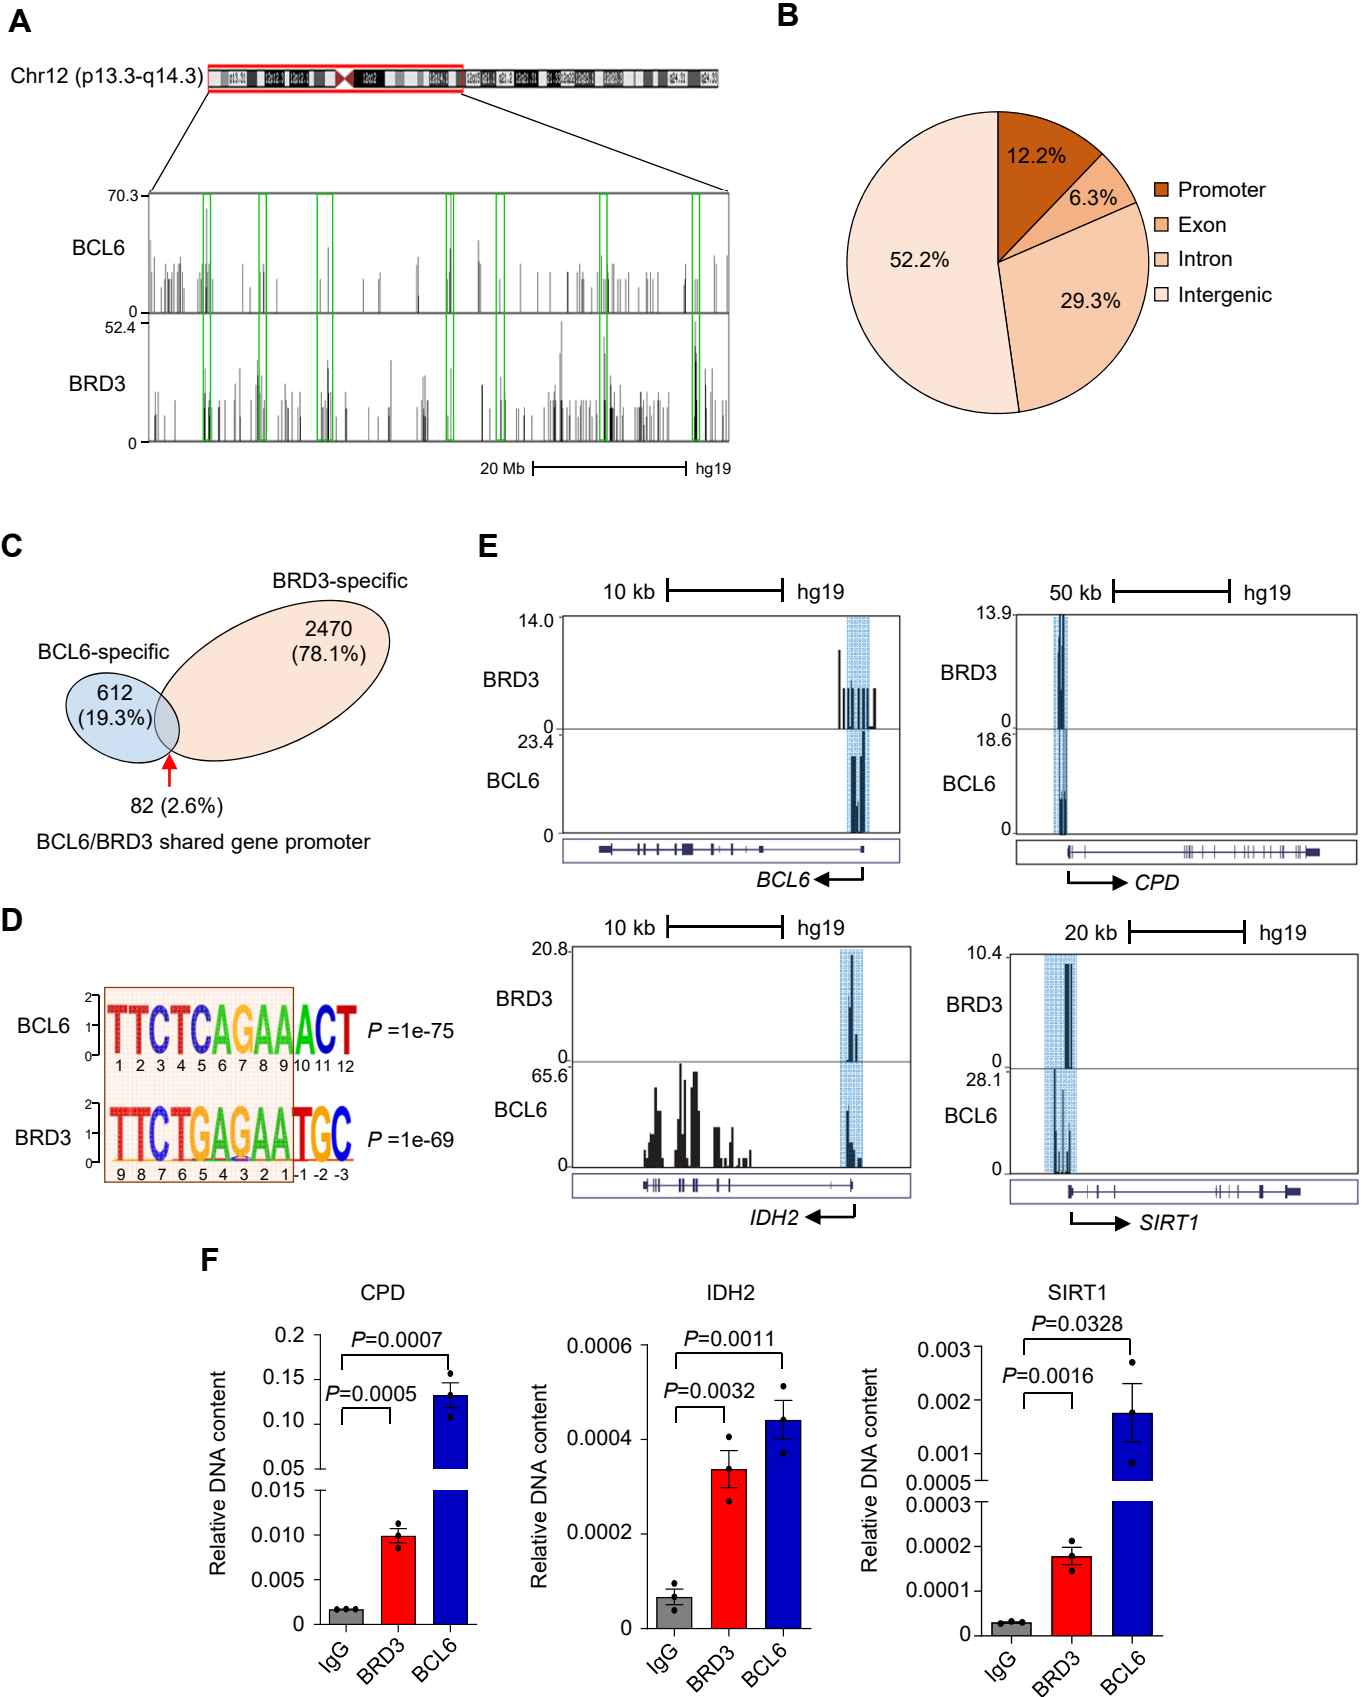 A
Chr12 (p13.3-q14.3)
70.3
BCL6
0
52.4
BRD3
0
20 Mb
hg19
B
12.2%
6.3%
29.3%
52.2%
Promoter
Exon
Intron
Intergenic
C
BRD3-specific
2470
(78.1%)
BCL6-specific
612
(19.3%)
82 (2.6%)
BCL6/BRD3 shared gene promoter
D
BCL6
2
1
0
TTCTCAGAAACT
1 2 3 4 5 6 7 8 9 10 11 12
P =1e-75
BRD3
2
1
0
TTCTGAGAATGC
9 8 7 6 5 4 3 2 1 -1 -2 -3
P =1e-69
E
10 kb
hg19
14.0
BRD3
0
23.4
BCL6
0
BCL6
50 kb
hg19
13.9
BRD3
0
18.6
BCL6
0
CPD
10 kb
hg19
20.8
BRD3
0
65.6
BCL6
0
IDH2
20 kb
hg19
10.4
BRD3
0
28.1
BCL6
0
SIRT1
F
CPD
Relative DNA content
0.2
0.15
0.10
0.05
0.015
0.010
0.005
0
P=0.0007
P=0.0005
IgG
BRD3
BCL6
IDH2
Relative DNA content
0.0006
0.0004
0.0002
0
P=0.0011
P=0.0032
IgG
BRD3
BCL6
SIRT1
Relative DNA content
0.003
0.002
0.001
0.0005
0.0003
0.0002
0.0001
0
P=0.0328
P=0.0016
IgG
BRD3
BCL6